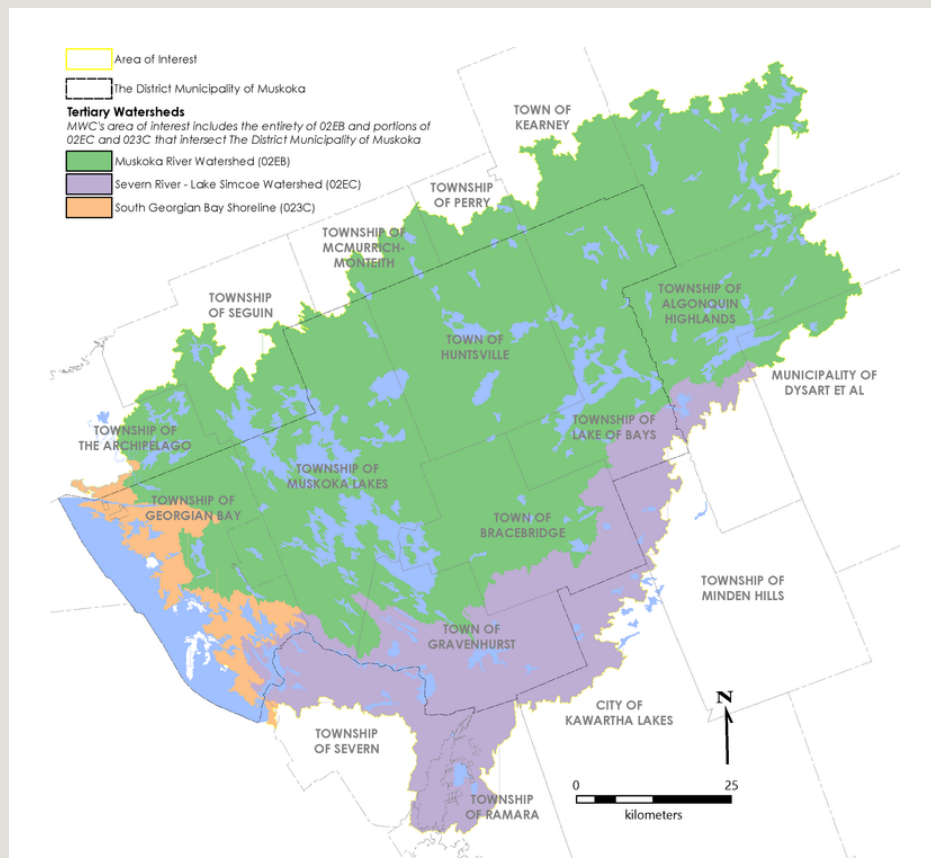 Area of Interest
The District Municipality of Muskoka
Tertiary Watersheds
MWC's area of interest includes the entirety of 02EB and portions of
02EC and 023C that intersect The District Municipality of Muskoka
Muskoka River Watershed (02EB)
Severn River - Lake Simcoe Watershed (02EC)
South Georgian Bay Shoreline (023C)
TOWN OF
KEARNEY
TOWNSHIP
OF PERRY
TOWNSHIP OF
MCMURRICH-
MONTEITH
TOWNSHIP
OF SEGUIN
TOWNSHIP OF
ALGONQUIN
HIGHLANDS
TOWN OF
HUNTSVILLE
MUNICIPALITY OF
DYSART ET AL
TOWNSHIP OF
THE ARCHIPELAGO
TOWNSHIP OF
LAKE OF BAYS
TOWNSHIP OF
MUSKOKA LAKES
TOWNSHIP OF
GEORGIAN BAY
TOWN OF
BRACEBRIDGE
TOWNSHIP OF
MINDEN HILLS
TOWN OF
GRAVENHURST
CITY OF
KAWARTHA LAKES
TOWNSHIP
OF SEVERN
TOWNSHIP
OF RAMARA
N
0 25
kilometers